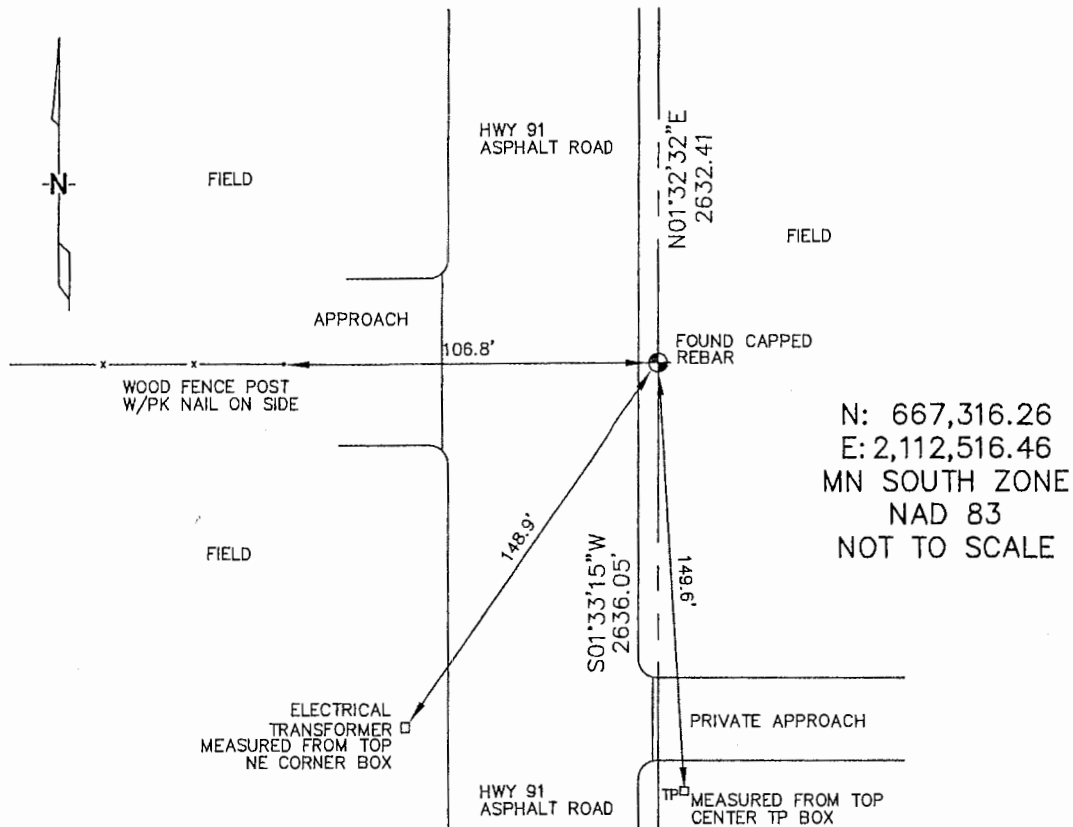 HWY 91
ASPHALT ROAD
N01°32'32"E
2632.41
N
FIELD
FIELD
APPROACH
106.8'
FOUND CAPPED
REBAR
WOOD FENCE POST
W/PK NAIL ON SIDE
N: 667,316.26
E: 2,112,516.46
MN SOUTH ZONE
NAD 83
NOT TO SCALE
FIELD
148.9'
S01°33'15"W
2636.05'
149.6'
ELECTRICAL
TRANSFORMER
MEASURED FROM TOP
NE CORNER BOX
PRIVATE APPROACH
HWY 91
ASPHALT ROAD
TP
MEASURED FROM TOP
CENTER TP BOX